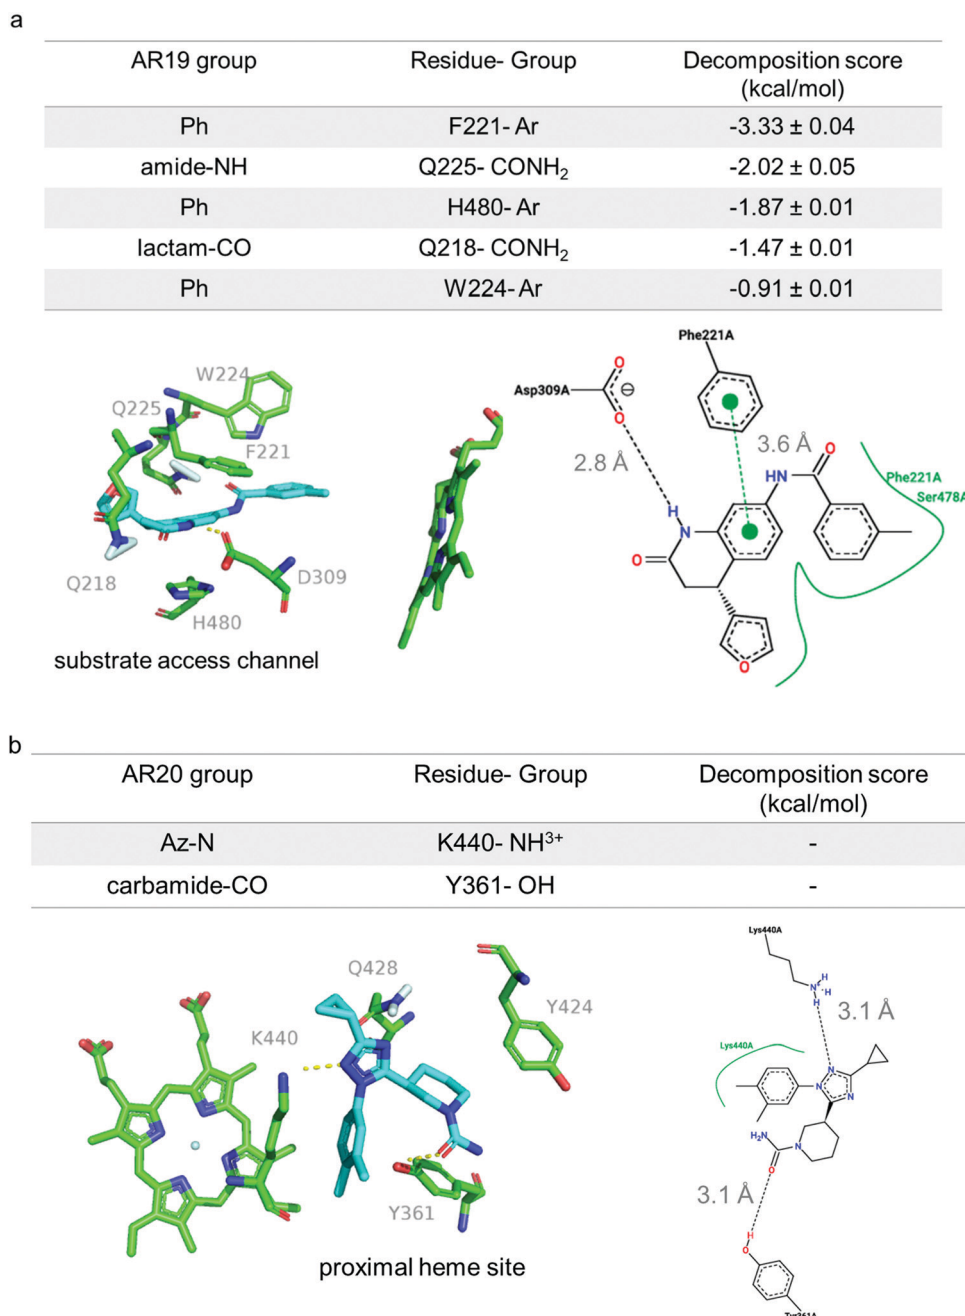 a
AR19 group Residue- Group Decomposition score
(kcal/mol)
Ph F221- Ar -3.33 ± 0.04
amide-NH Q225- CONH2 -2.02 ± 0.05
Ph H480- Ar -1.87 ± 0.01
lactam-CO Q218- CONH2 -1.47 ± 0.01
Ph W224- Ar -0.91 ± 0.01
W224
Q225
F221
Q218
D309
H480
substrate access channel
Phe221A
Asp309A
O
⊖
O
2.8 Å
3.6 Å
O
HN
Phe221A
Ser478A
H
N
O
O
b
AR20 group Residue- Group Decomposition score
(kcal/mol)
Az-N K440- NH3+ -
carbamide-CO Y361- OH -
Q428
K440
Y424
Y361
proximal heme site
Lys440A
H
N+ H
H
3.1 Å
Lys440A
N
N
N
H2N
N
O
3.1 Å
H
O
Tyr361A